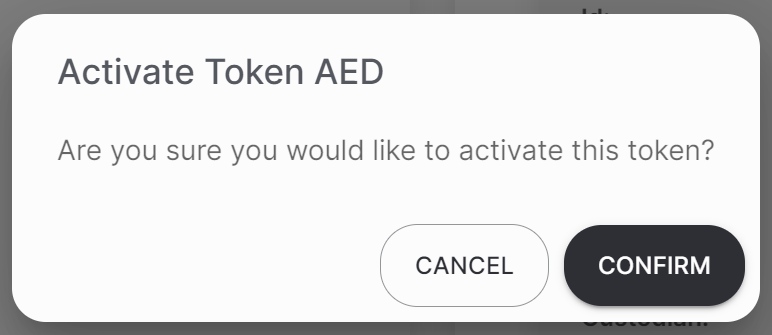 Activate Token AED
Are you sure you would like to activate this token?
CANCEL
CONFIRM